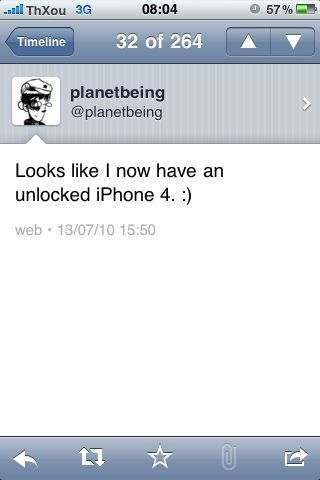 ThXou 3G 08:04 57%
Timeline 32 of 264
planetbeing
@planetbeing
Looks like I now have an
unlocked iPhone 4. :)
web • 13/07/10 15:50